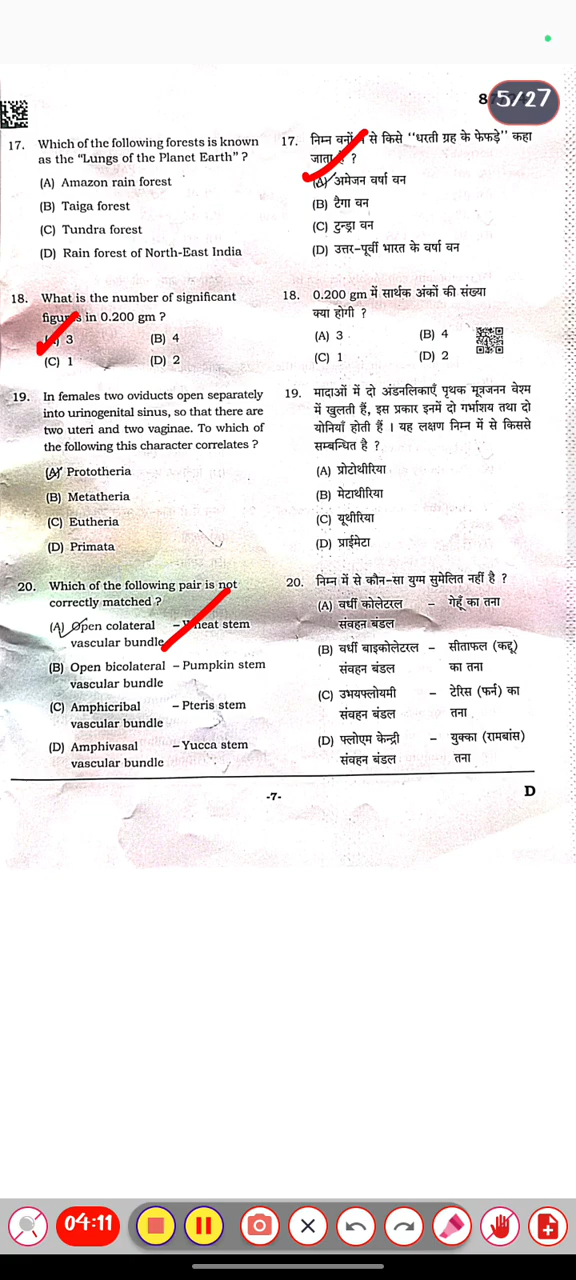 5/27
17. Which of the following forests is known
as the “Lungs of the Planet Earth” ?
(A) Amazon rain forest
(B) Taiga forest
(C) Tundra forest
(D) Rain forest of North-East India
18. What is the number of significant
in 0.200 gm ?
3 (B) 4
(C) 1 (D) 2
19. In females two oviducts open separately
into urinogenital sinus, so that there are
two uteri and two vaginae. To which of
the following this character correlates ?
(A) Prototheria
(B) Metatheria
(C) Eutheria
(D) Primata
20. Which of the following pair is not
correctly matched ?
(A) Open colateral – Wheat stem
vascular bundle
(B) Open bicolateral – Pumpkin stem
vascular bundle
(C) Amphicribal – Pteris stem
vascular bundle
(D) Amphivasal – Yucca stem
vascular bundle
17. निम्न वनों से किसे “धरती ग्रह के फेफड़े” कहा
जाता ?
(A) अमेजन वर्षा वन
(B) टैगा वन
(C) टुन्ड्रा वन
(D) उत्तर-पूर्वी भारत के वर्षा वन
18. 0.200 gm में सार्थक अंकों की संख्या
क्या होगी ?
(A) 3 (B) 4
(C) 1 (D) 2
19. मादाओं में दो अंडनलिकाएँ पृथक मूत्रजनन वेश्म
में खुलती हैं, इस प्रकार इनमें दो गर्भाशय तथा दो
योनियाँ होती हैं । यह लक्षण निम्न में से किससे
सम्बन्धित है ?
(A) प्रोटोथीरिया
(B) मेटाथीरिया
(C) यूथीरिया
(D) प्राईमेटा
20. निम्न में से कौन-सा युग्म सुमेलित नहीं है ?
(A) वर्धी कोलेटरल – गेहूँ का तना
संवहन बंडल
(B) वर्धी बाइकोलेटरल – सीताफल (कद्दू)
संवहन बंडल का तना
(C) उभयफ्लोयमी – टेरिस (फर्न) का
संवहन बंडल तना
(D) फ्लोएम केन्द्री – युक्का (रामबांस)
संवहन बंडल तना
-7-
D
04:11